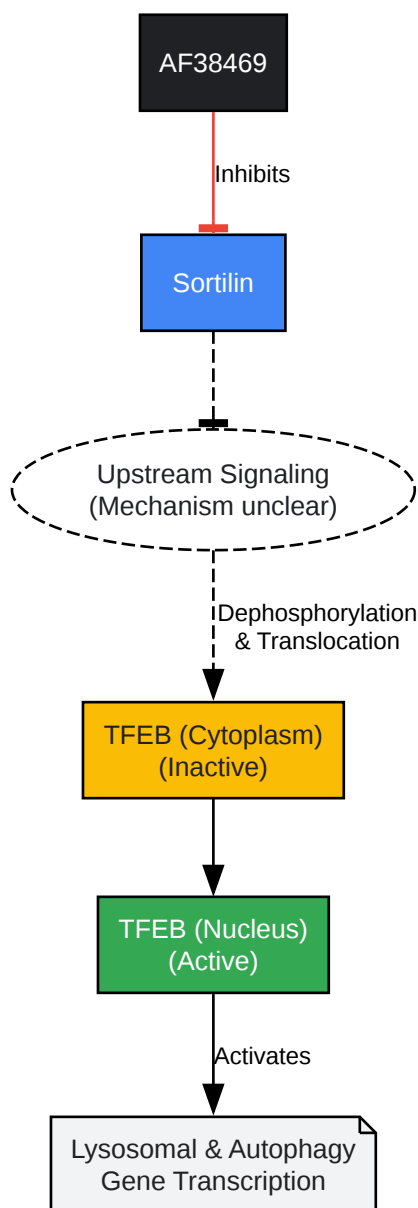 AF38469
Inhibits
Sortilin
Upstream Signaling
(Mechanism unclear)
Dephosphorylation
& Translocation
TFEB (Cytoplasm)
(Inactive)
TFEB (Nucleus)
(Active)
Activates
Lysosomal & Autophagy
Gene Transcription